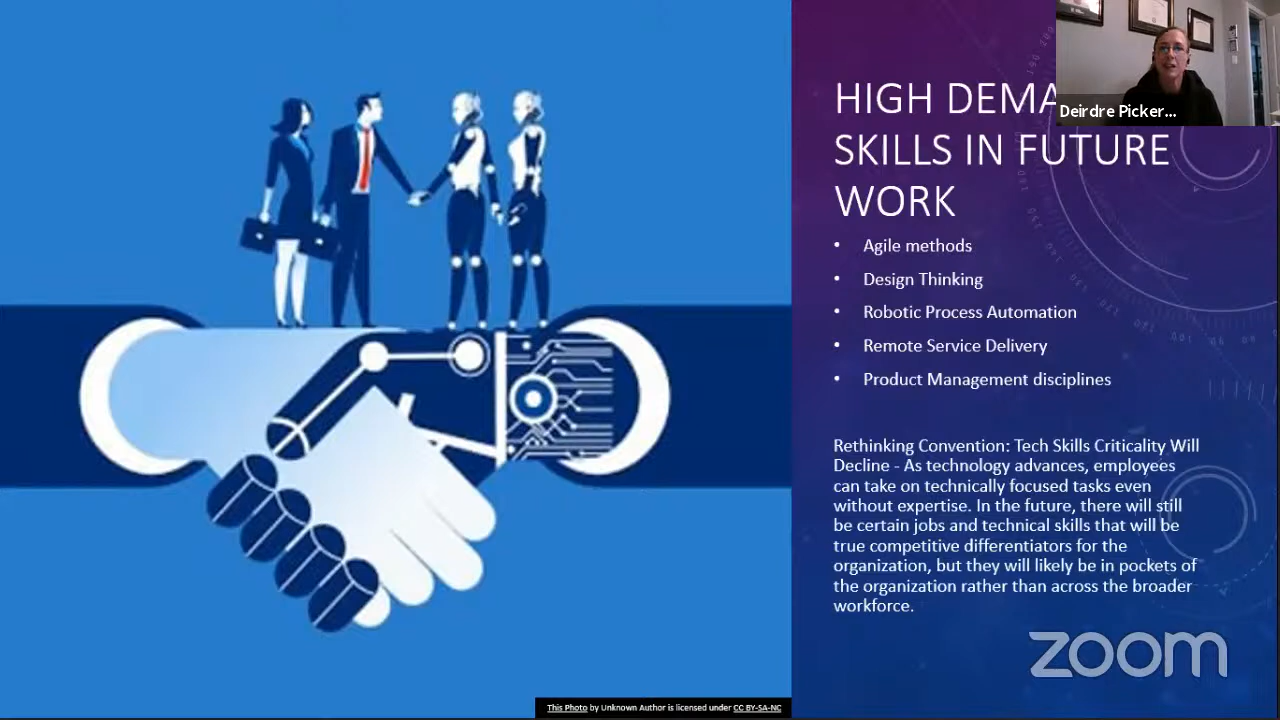 HIGH DEMA
SKILLS IN FUTURE
WORK
Deirdre Picker...
• Agile methods
• Design Thinking
• Robotic Process Automation
• Remote Service Delivery
• Product Management disciplines
Rethinking Convention: Tech Skills Criticality Will
Decline - As technology advances, employees
can take on technically focused tasks even
without expertise. In the future, there will still
be certain jobs and technical skills that will be
true competitive differentiators for the
organization, but they will likely be in pockets of
the organization rather than across the broader
workforce.
zoom
This Photo by Unknown Author is licensed under CC BY-SA-NC